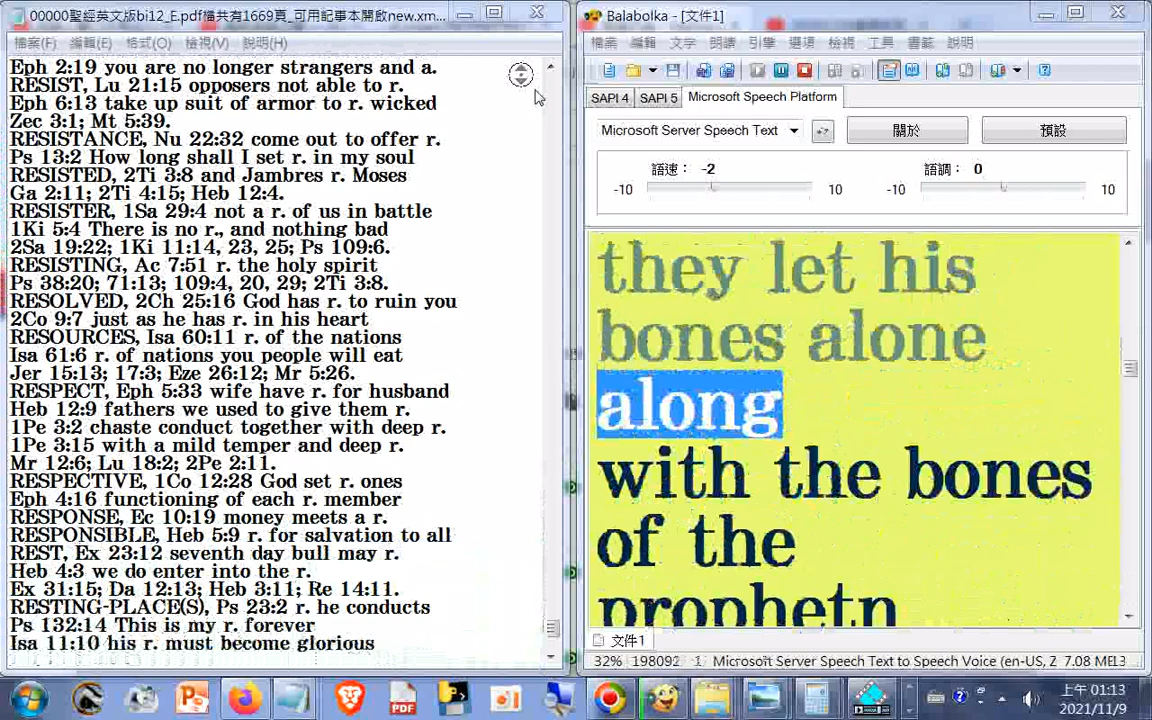 00000聖經英文版bi12_E.pdf檔共有1669頁_可用記事本開啟new.xm...
檔案(F) 編輯(E) 格式(O) 檢視(V) 說明(H)
Eph 2:19 you are no longer strangers and a.
RESIST, Lu 21:15 opposers not able to r.
Eph 6:13 take up suit of armor to r. wicked
Zec 3:1; Mt 5:39.
RESISTANCE, Nu 22:32 come out to offer r.
Ps 13:2 How long shall I set r. in my soul
RESISTED, 2Ti 3:8 and Jambres r. Moses
Ga 2:11; 2Ti 4:15; Heb 12:4.
RESISTER, 1Sa 29:4 not a r. of us in battle
1Ki 5:4 There is no r., and nothing bad
2Sa 19:22; 1Ki 11:14, 23, 25; Ps 109:6.
RESISTING, Ac 7:51 r. the holy spirit
Ps 38:20; 71:13; 109:4, 20, 29; 2Ti 3:8.
RESOLVED, 2Ch 25:16 God has r. to ruin you
2Co 9:7 just as he has r. in his heart
RESOURCES, Isa 60:11 r. of the nations
Isa 61:6 r. of nations you people will eat
Jer 15:13; 17:3; Eze 26:12; Mr 5:26.
RESPECT, Eph 5:33 wife have r. for husband
Heb 12:9 fathers we used to give them r.
1Pe 3:2 chaste conduct together with deep r.
1Pe 3:15 with a mild temper and deep r.
Mr 12:6; Lu 18:2; 2Pe 2:11.
RESPECTIVE, 1Co 12:28 God set r. ones
Eph 4:16 functioning of each r. member
RESPONSE, Ec 10:19 money meets a r.
RESPONSIBLE, Heb 5:9 r. for salvation to all
REST, Ex 23:12 seventh day bull may r.
Heb 4:3 we do enter into the r.
Ex 31:15; Da 12:13; Heb 3:11; Re 14:11.
RESTING-PLACE(S), Ps 23:2 r. he conducts
Ps 132:14 This is my r. forever
Isa 11:10 his r. must become glorious
Balabolka - [文件1]
檔案 編輯 文字 朗讀 引擎 選項 檢視 工具 書籤 說明
SAPI 4 SAPI 5 Microsoft Speech Platform
Microsoft Server Speech Text 關於 預設
語速： -2 語調： 0
-10 10 -10 10
they let his
bones alone
along
with the bones
of the
prophetn
文件1
32% 198092 Microsoft Server Speech Text to Speech Voice (en-US, Z 7.08 ME
上午 01:13
2021/11/9